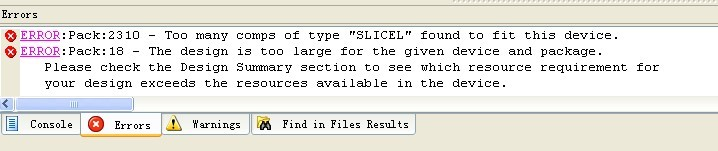 Errors
ERROR:Pack:2310 - Too many comps of type "SLICEL" found to fit this device.
ERROR:Pack:18 - The design is too large for the given device and package.
Please check the Design Summary section to see which resource requirement for
your design exceeds the resources available in the device.
Console Errors Warnings Find in Files Results